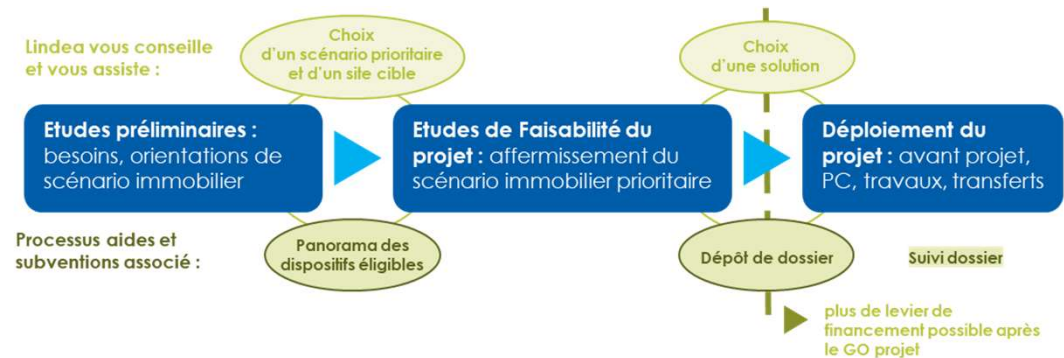 Lindea vous conseille
et vous assiste :
Choix
d'un scénario prioritaire
et d'un site cible
Choix
d'une solution
Etudes préliminaires :
besoins, orientations de
scénario immobilier
Etudes de Faisabilité du
projet : affermissement du
scénario immobilier prioritaire
Déploiement du
projet : avant projet,
PC, travaux, transferts
Processus aides et
subventions associé :
Panorama des
dispositifs éligibles
Dépôt de dossier
Suivi dossier
plus de levier de
financement possible après
le GO projet